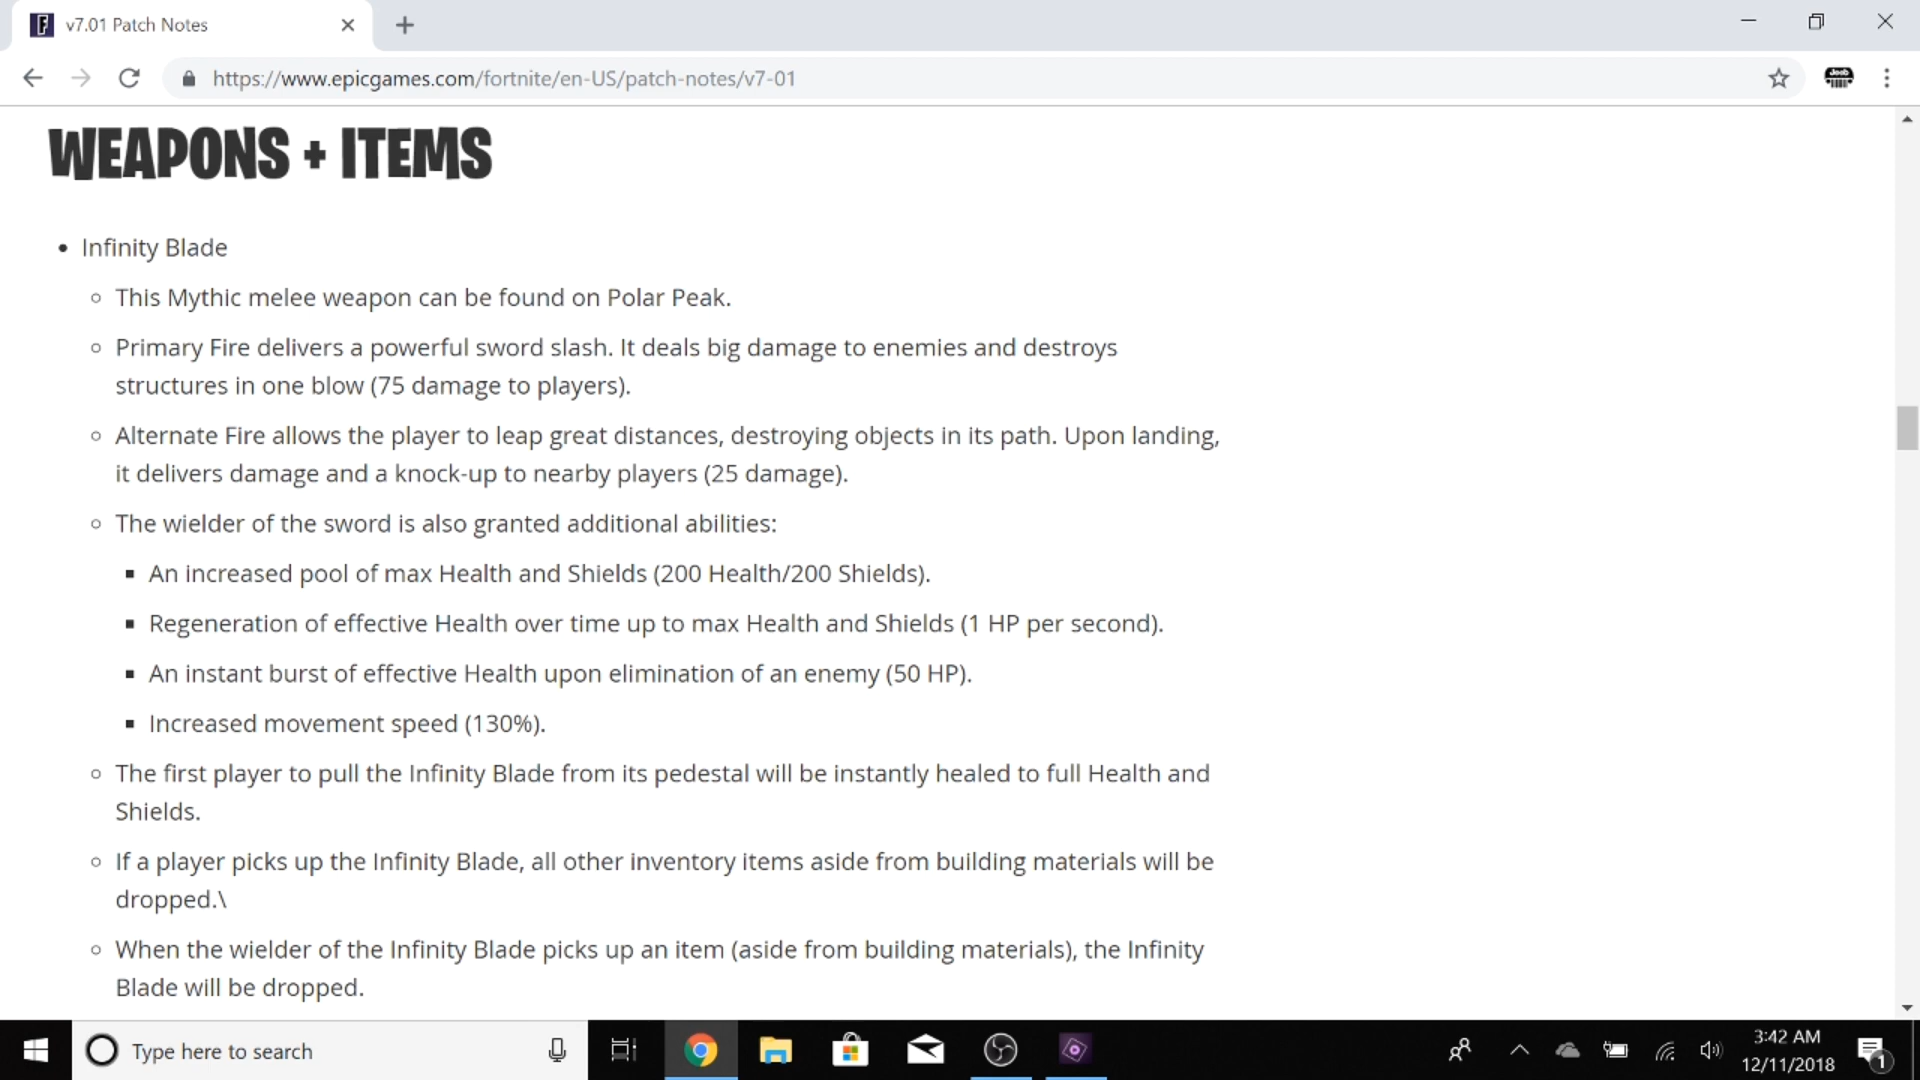 v7.01 Patch Notes
https://www.epicgames.com/fortnite/en-US/patch-notes/v7-01
WEAPONS + ITEMS
Infinity Blade
This Mythic melee weapon can be found on Polar Peak.
Primary Fire delivers a powerful sword slash. It deals big damage to enemies and destroys
structures in one blow (75 damage to players).
Alternate Fire allows the player to leap great distances, destroying objects in its path. Upon landing,
it delivers damage and a knock-up to nearby players (25 damage).
The wielder of the sword is also granted additional abilities:
An increased pool of max Health and Shields (200 Health/200 Shields).
Regeneration of effective Health over time up to max Health and Shields (1 HP per second).
An instant burst of effective Health upon elimination of an enemy (50 HP).
Increased movement speed (130%).
The first player to pull the Infinity Blade from its pedestal will be instantly healed to full Health and
Shields.
If a player picks up the Infinity Blade, all other inventory items aside from building materials will be
dropped.\
When the wielder of the Infinity Blade picks up an item (aside from building materials), the Infinity
Blade will be dropped.
Type here to search
3:42 AM
12/11/2018
1